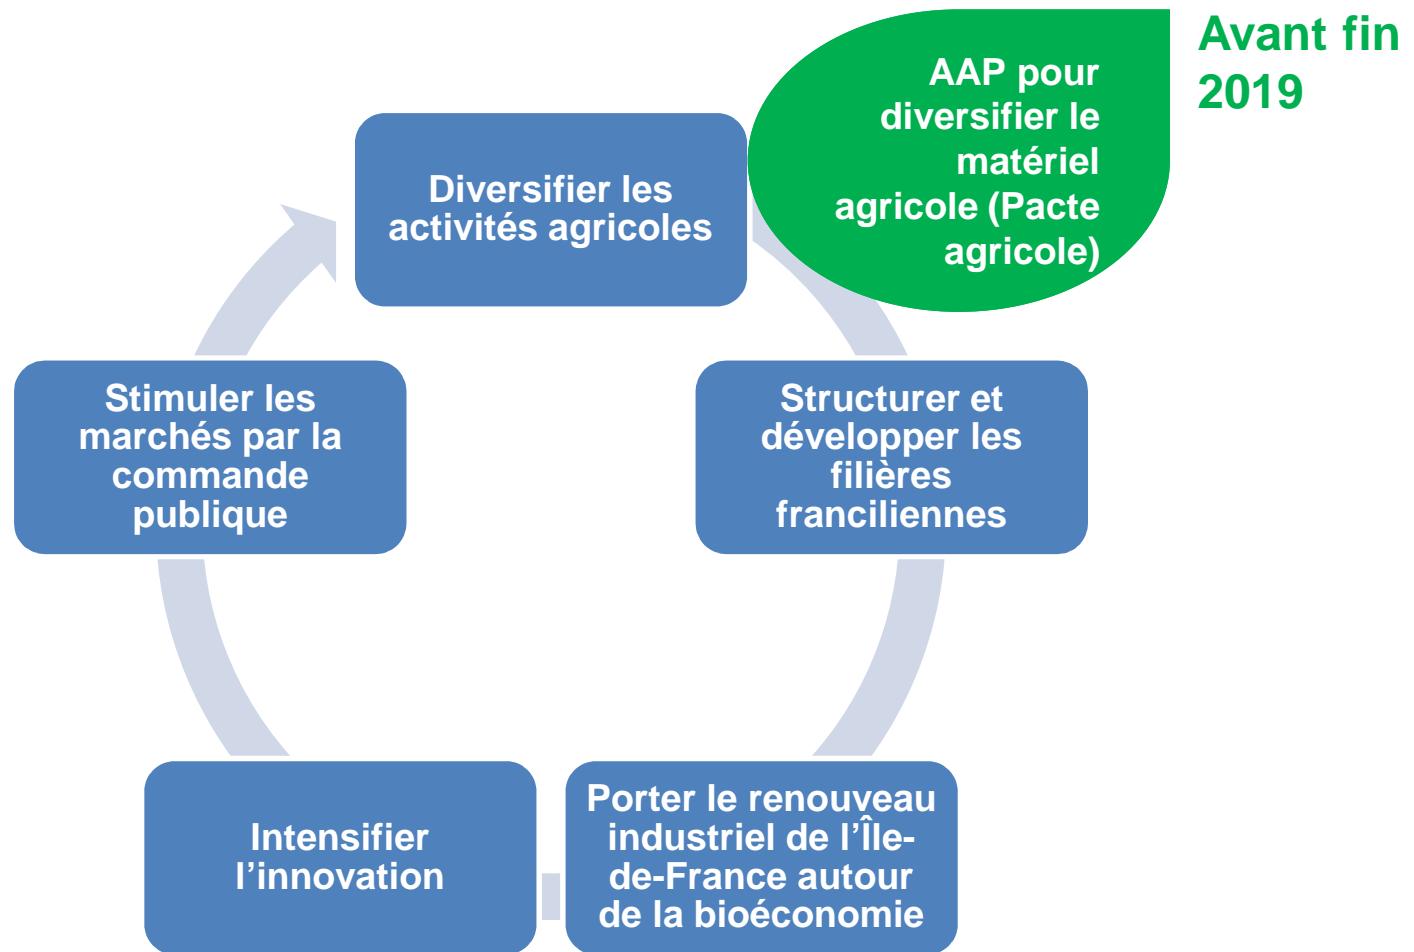 Avant fin
2019
AAP pour
diversifier le
matériel
agricole (Pacte
agricole)
Diversifier les
activités agricoles
Structurer et
développer les
filières
franciliennes
Porter le renouveau
industriel de l’Île-
de-France autour
de la bioéconomie
Intensifier
l’innovation
Stimuler les
marchés par la
commande
publique